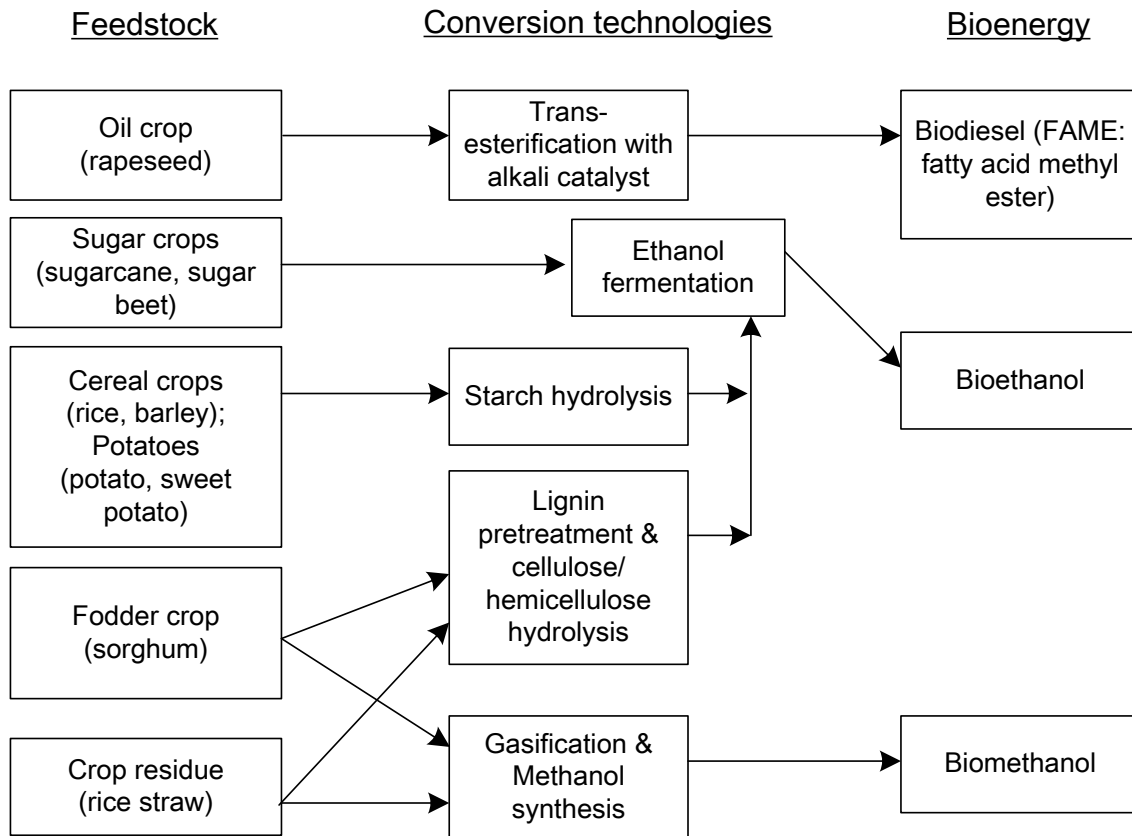 Feedstock
Conversion technologies
Bioenergy
Oil crop
(rapeseed)
Trans-
esterification with
alkali catalyst
Biodiesel (FAME:
fatty acid methyl
ester)
Sugar crops
(sugarcane, sugar
beet)
Ethanol
fermentation
Bioethanol
Cereal crops
(rice, barley);
Potatoes
(potato, sweet
potato)
Starch hydrolysis
Lignin
pretreatment &
cellulose/
hemicellulose
hydrolysis
Fodder crop
(sorghum)
Crop residue
(rice straw)
Gasification &
Methanol
synthesis
Biomethanol